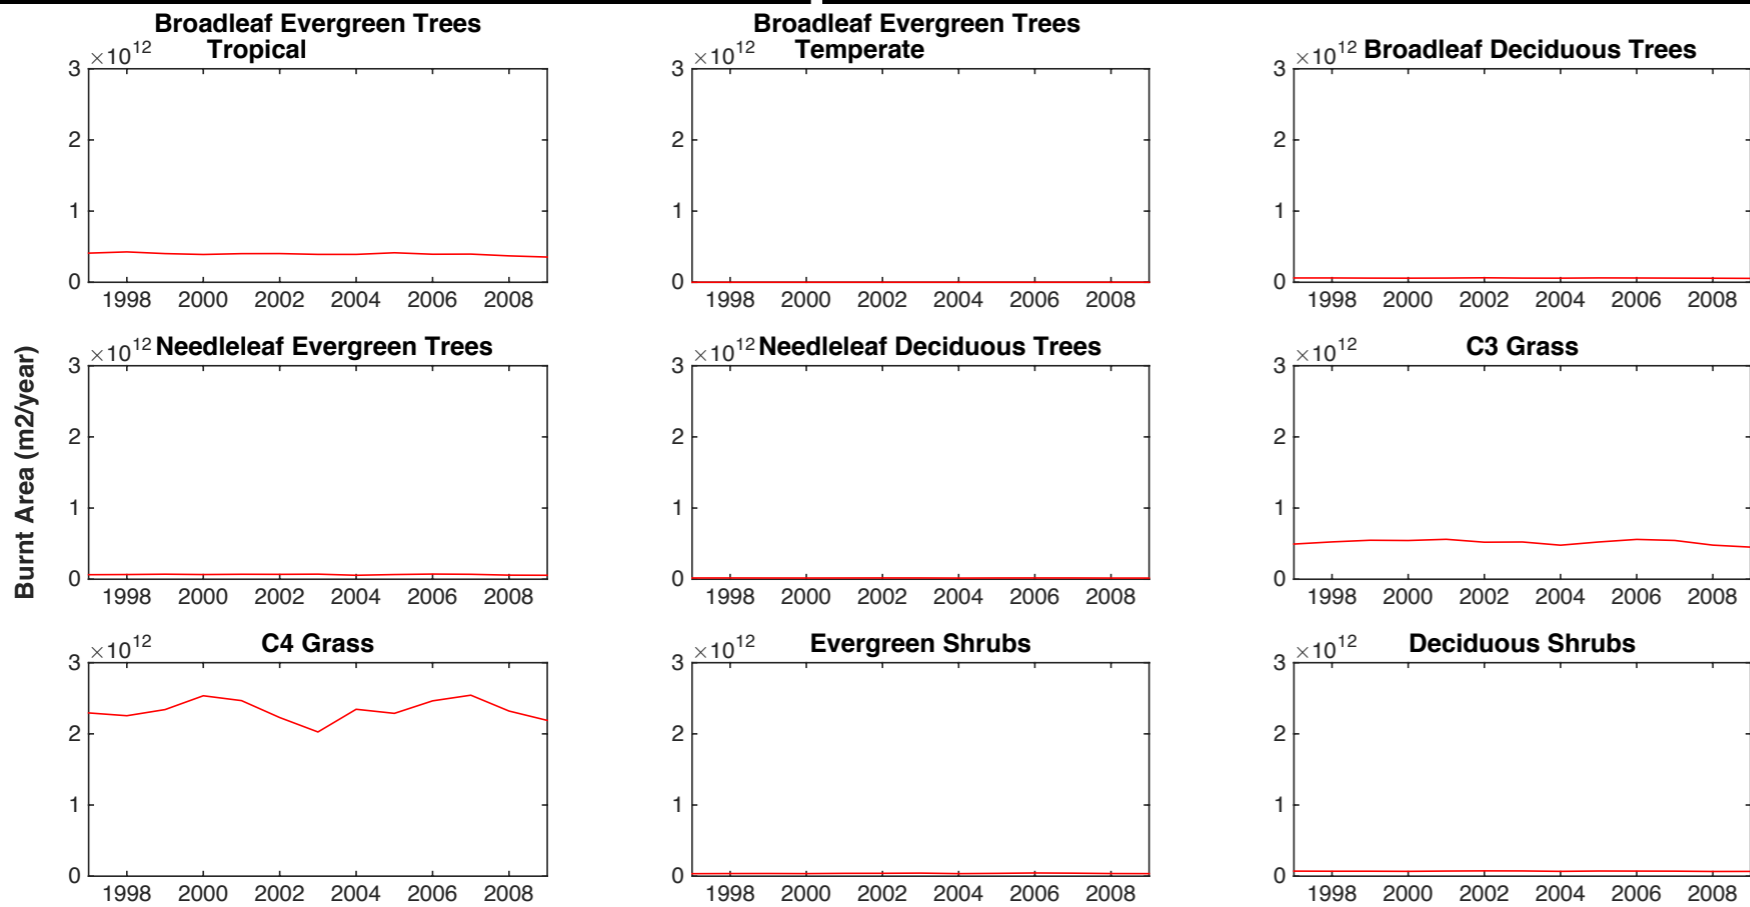 Broadleaf Evergreen Trees
Tropical
×10^12
3
2
1
0
1998 2000 2002 2004 2006 2008
Broadleaf Evergreen Trees
Temperate
×10^12
3
2
1
0
1998 2000 2002 2004 2006 2008
×10^12 Broadleaf Deciduous Trees
3
2
1
0
1998 2000 2002 2004 2006 2008
Burnt Area (m2/year)
×10^12 Needleleaf Evergreen Trees
3
2
1
0
1998 2000 2002 2004 2006 2008
×10^12 Needleleaf Deciduous Trees
3
2
1
0
1998 2000 2002 2004 2006 2008
×10^12 C3 Grass
3
2
1
0
1998 2000 2002 2004 2006 2008
×10^12 C4 Grass
3
2
1
0
1998 2000 2002 2004 2006 2008
×10^12 Evergreen Shrubs
3
2
1
0
1998 2000 2002 2004 2006 2008
×10^12 Deciduous Shrubs
3
2
1
0
1998 2000 2002 2004 2006 2008